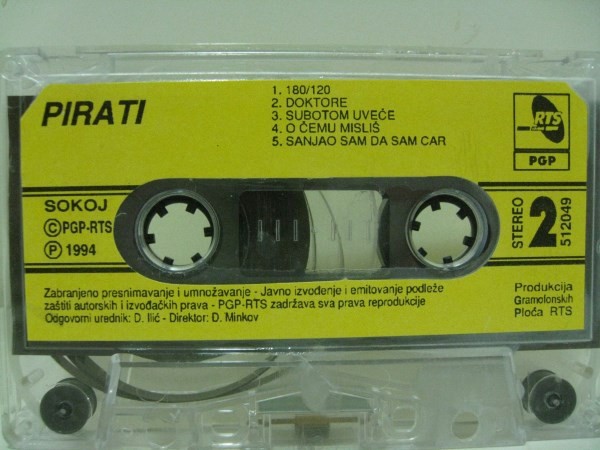 PIRATI
1. 180/120
2. DOKTORE
3. SUBOTOM UVEČE
4. O ČEMU MISLIŠ
5. SANJAO SAM DA SAM CAR
RTS
PGP
SOKOJ
©PGP-RTS
Ⓟ 1994
STEREO
2
512049
Zabranjeno presnimavanje i umnožavanje - Javno izvođenje i emitovanje podleže
zaštiti autorskih i izvođačkih prava - PGP-RTS zadržava sva prava reprodukcije
Odgovorni urednik: D. Ilić - Direktor: D. Minkov
Produkcija
Gramofonskih
Ploča RTS